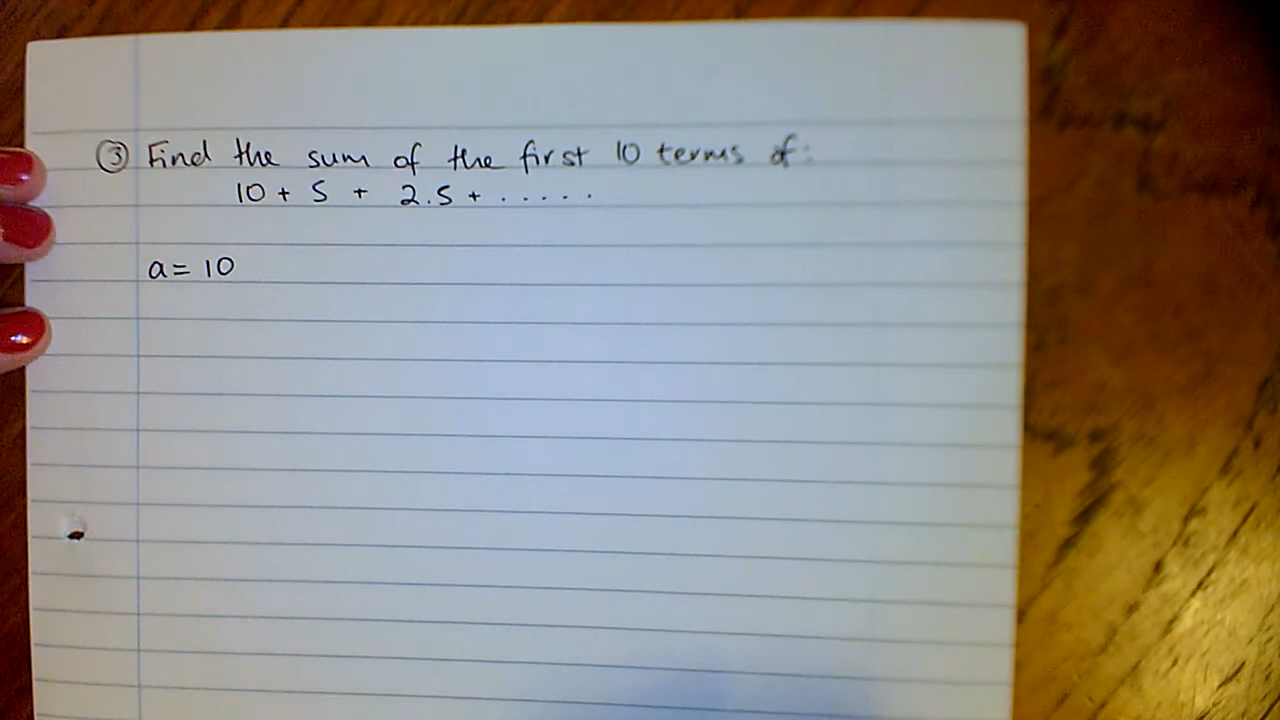 ③ Find the sum of the first 10 terms of:
10 + 5 + 2.5 + .....
a = 10